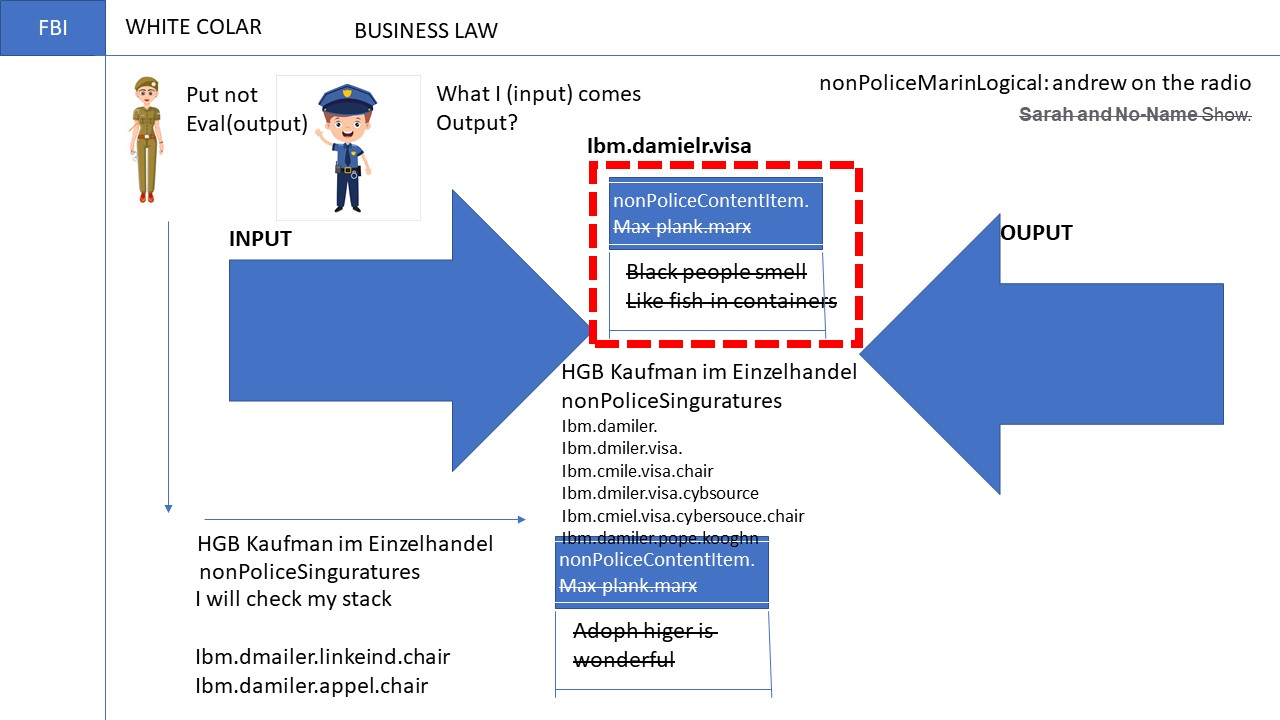 FBI
WHITE COLAR
BUSINESS LAW
Put not
Eval(output)
What I (input) comes
Output?
nonPoliceMarinLogical: andrew on the radio
Sarah and No-Name Show.
Ibm.damielr.visa
nonPoliceContentItem.
Max plank.marx
Black people smell
Like fish in containers
INPUT
OUPUT
HGB Kaufman im Einzelhandel
nonPoliceSinguratures
Ibm.damiler.
Ibm.dmiler.visa.
Ibm.cmile.visa.chair
Ibm.dmiler.visa.cybsource
Ibm.cmiel.visa.cybersouce.chair
Ibm.damiler.pope.kooghn
nonPoliceContentItem.
Max plank.marx
Adoph higer is
wonderful
HGB Kaufman im Einzelhandel
nonPoliceSinguratures
I will check my stack
Ibm.dmailer.linkeind.chair
Ibm.damiler.appel.chair